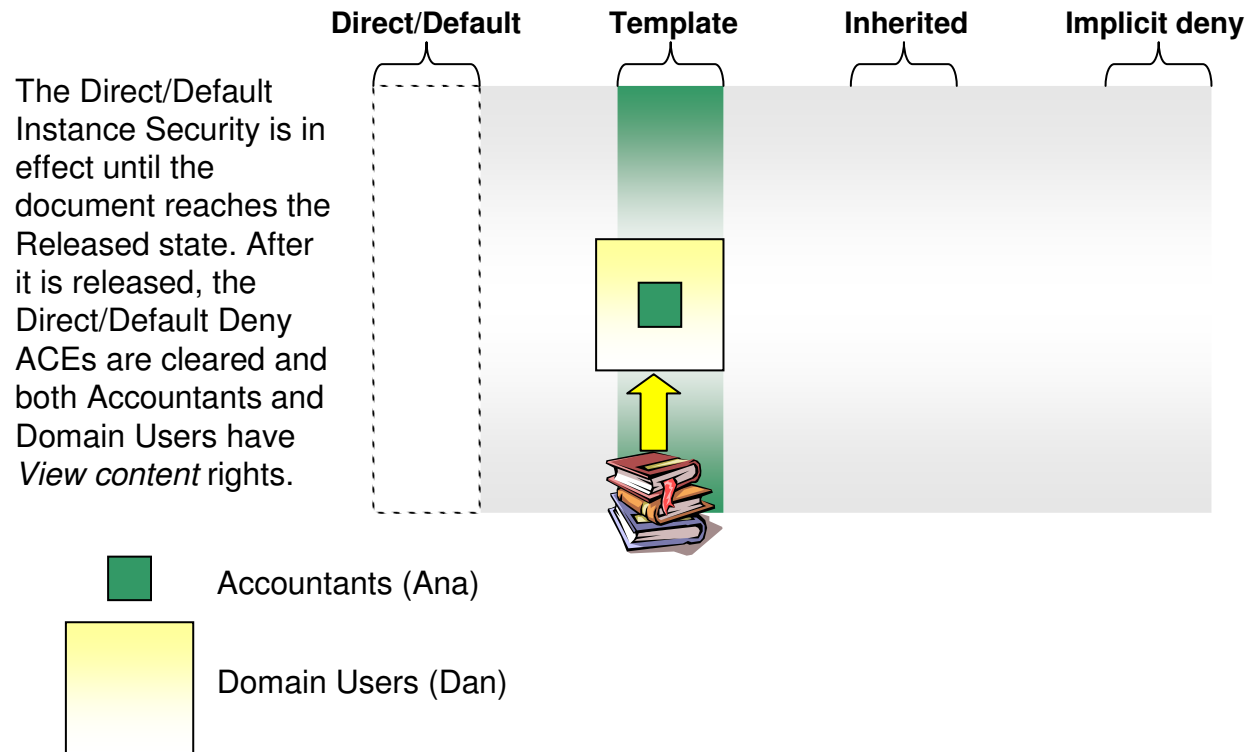 Direct/Default Template Inherited Implicit deny
The Direct/Default
Instance Security is in
effect until the
document reaches the
Released state. After
it is released, the
Direct/Default Deny
ACEs are cleared and
both Accountants and
Domain Users have
View content rights.
Accountants (Ana)
Domain Users (Dan)